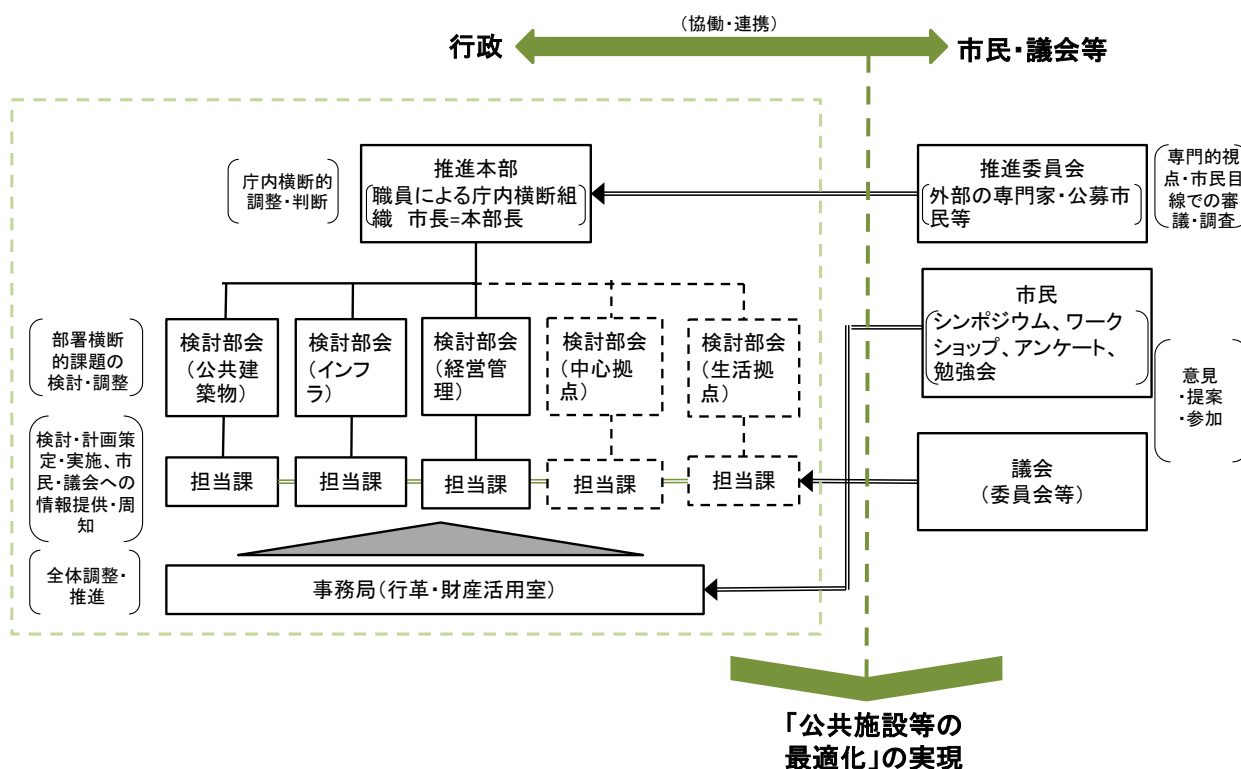 (協働・連携)
行政
市民・議会等
庁内横断的
調整・判断
推進本部
職員による庁内横断組
織 市長=本部長
推進委員会
外部の専門家・公募市
民等
専門的視
点・市民目
線での審
議・調査
部署横断
的課題の
検討・調整
検討部会
(公共建
築物)
検討部会
(インフ
ラ)
検討部会
(経営管
理)
検討部会
(中心拠
点)
検討部会
(生活拠
点)
市民
シンポジウム、ワーク
ショップ、アンケート、
勉強会
意見
・提案
・参加
検討・計画策
定・実施、市
民・議会への
情報提供・周
知
担当課
担当課
担当課
担当課
担当課
議会
(委員会等)
全体調整・
推進
事務局(行革・財産活用室)
「公共施設等の
最適化」の実現